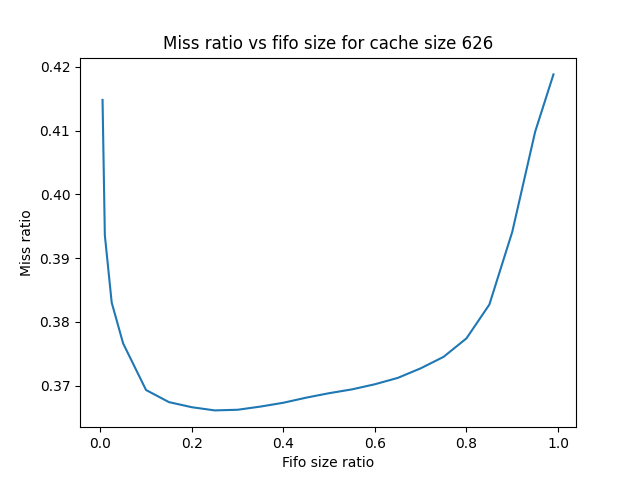 Miss ratio vs fifo size for cache size 626
0.42
0.41
0.40
0.39
0.38
0.37
Miss ratio
0.0 0.2 0.4 0.6 0.8 1.0
Fifo size ratio